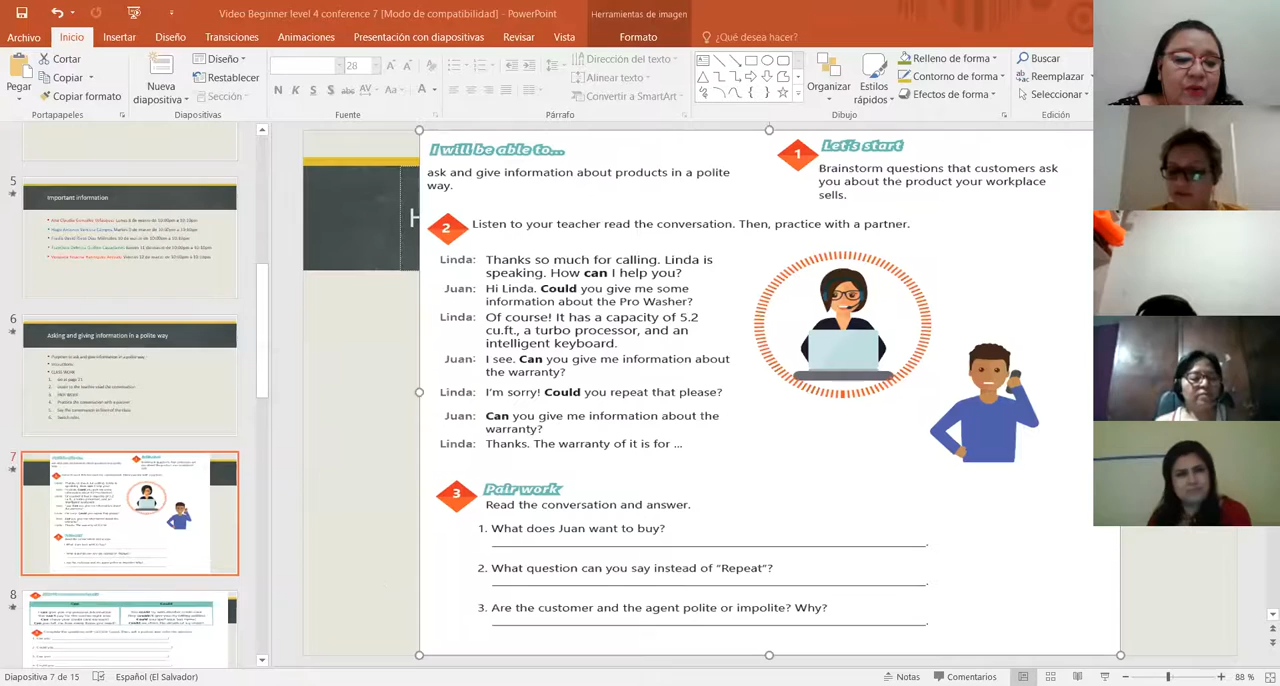 Video Beginner level 4 conference 7 [Modo de compatibilidad] - PowerPoint
Herramientas de imagen
Archivo Inicio Insertar Diseño Transiciones Animaciones Presentación con diapositivas Revisar Vista Formato ¿Qué desea hacer?
Pegar
Cortar
Copiar
Copiar formato
Portapapeles
Nueva diapositiva
Diseño
Restablecer
Sección
Diapositivas
28
N K S S abc AV Aa A
Fuente
Dirección del texto
Alinear texto
Convertir a SmartArt
Párrafo
Organizar
Estilos rápidos
Relleno de forma
Contorno de forma
Efectos de forma
Dibujo
Buscar
Reemplazar
Seleccionar
Edición
5
Important information
6
Asking and giving information in a polite way
7
8
H
I will be able to...
ask and give information about products in a polite
way.
1 Let's start
Brainstorm questions that customers ask
you about the product your workplace
sells.
2 Listen to your teacher read the conversation. Then, practice with a partner.
Linda: Thanks so much for calling. Linda is
speaking. How can I help you?
Juan: Hi Linda. Could you give me some
information about the Pro Washer?
Linda: Of course! It has a capacity of 5.2
cu.ft., a turbo processor, and an
intelligent keyboard.
Juan: I see. Can you give me information about
the warranty?
Linda: I'm sorry! Could you repeat that please?
Juan: Can you give me information about the
warranty?
Linda: Thanks. The warranty of it is for ...
3 Pair work
Read the conversation and answer.
1. What does Juan want to buy?
2. What question can you say instead of "Repeat"?
3. Are the customer and the agent polite or impolite? Why?
Diapositiva 7 de 15 Español (El Salvador) Notas Comentarios 88 %